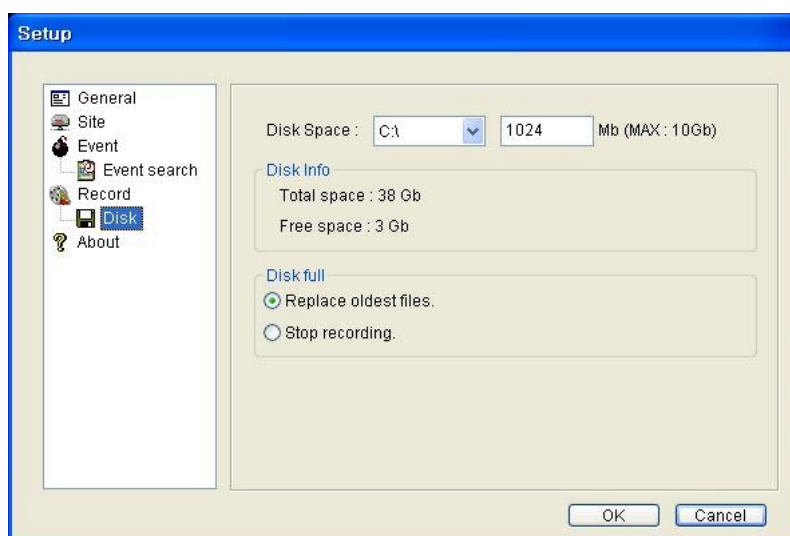 Setup
General
Site
Event
Event search
Record
Disk
About
Disk Space : C:\ 1024 Mb (MAX : 10Gb)
Disk Info
Total space : 38 Gb
Free space : 3 Gb
Disk full
Replace oldest files.
Stop recording.
OK Cancel